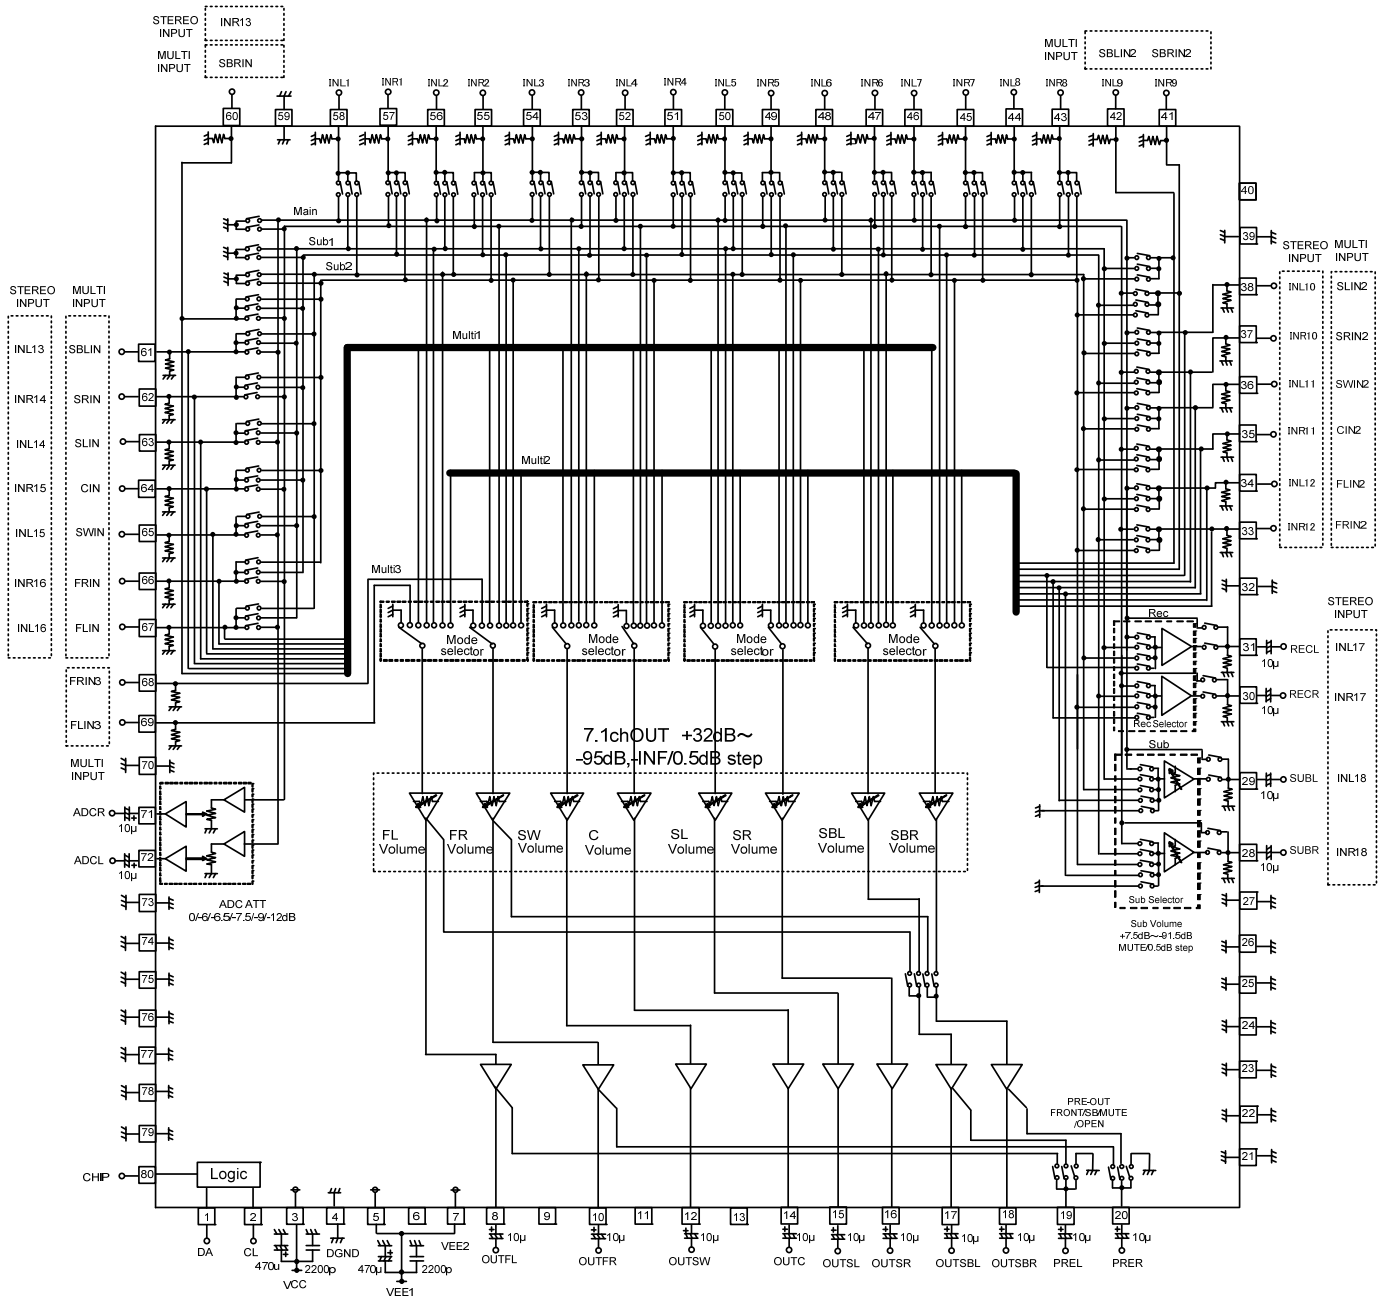 STEREO
INPUT
INR13
MULTI
INPUT
SBRIN
MULTI
INPUT
SBLIN2 SBRIN2
INL1 INR1 INL2 INR2 INL3 INR3 INL4 INR4 INL5 INR5 INL6 INR6 INL7 INR7 INL8 INR8 INL9 INR9
60 59 58 57 56 55 54 53 52 51 50 49 48 47 46 45 44 43 42 41
40
39
Main
Sub1
Sub2
STEREO
INPUT
MULTI
INPUT
STEREO
INPUT
MULTI
INPUT
38 INL10 SLIN2
37 INR10 SRIN2
36 INL11 SWIN2
35 INR11 CIN2
34 INL12 FLIN2
33 INR12 FRIN2
32
INL13 SBLIN 61
INR14 SRIN 62
INL14 SLIN 63
INR15 CIN 64
INL15 SWIN 65
INR16 FRIN 66
INL16 FLIN 67
FRIN3 68
FLIN3 69
MULTI
INPUT
70
Multi1
Multi2
Multi3
Mode
selector
Mode
selector
Mode
selector
Mode
selector
STEREO
INPUT
Rec
31 RECL INL17
10μ
30 RECR INR17
10μ
Rec Selector
Sub
29 SUBL INL18
10μ
28 SUBR INR18
10μ
Sub Selector
Sub Volume
+7.5dB～-91.5dB
MUTE/0.5dB step
7.1chOUT +32dB～
-95dB,-INF/0.5dB step
FL
Volume
FR
Volume
SW
Volume
C
Volume
SL
Volume
SR
Volume
SBL
Volume
SBR
Volume
ADCR 71
10μ
ADCL 72
10μ
ADC ATT
0/-6/-6.5/-7.5/-9/-12dB
73
74
75
76
77
78
79
CHIP 80
Logic
27
26
25
24
23
22
21
PRE-OUT
FRONT/SB/MUTE
/OPEN
1 2 3 4 5 6 7 8 9 10 11 12 13 14 15 16 17 18 19 20
DA CL
470μ
2200p
VCC
DGND
470μ
2200p
VEE1
VEE2
10μ 10μ 10μ 10μ 10μ 10μ 10μ 10μ 10μ 10μ
OUTFL OUTFR OUTSW OUTC OUTSL OUTSR OUTSBL OUTSBR PREL PRER